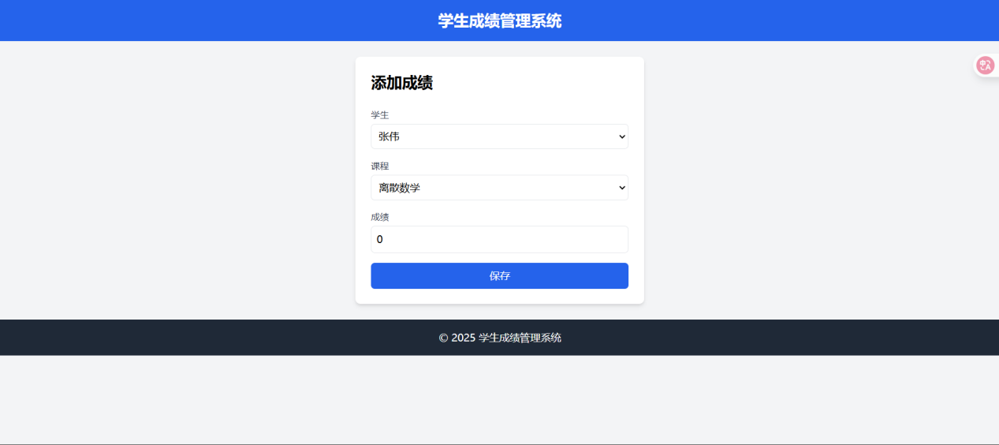 学生成绩管理系统
添加成绩
学生
张伟
课程
离散数学
成绩
0
保存
© 2025 学生成绩管理系统